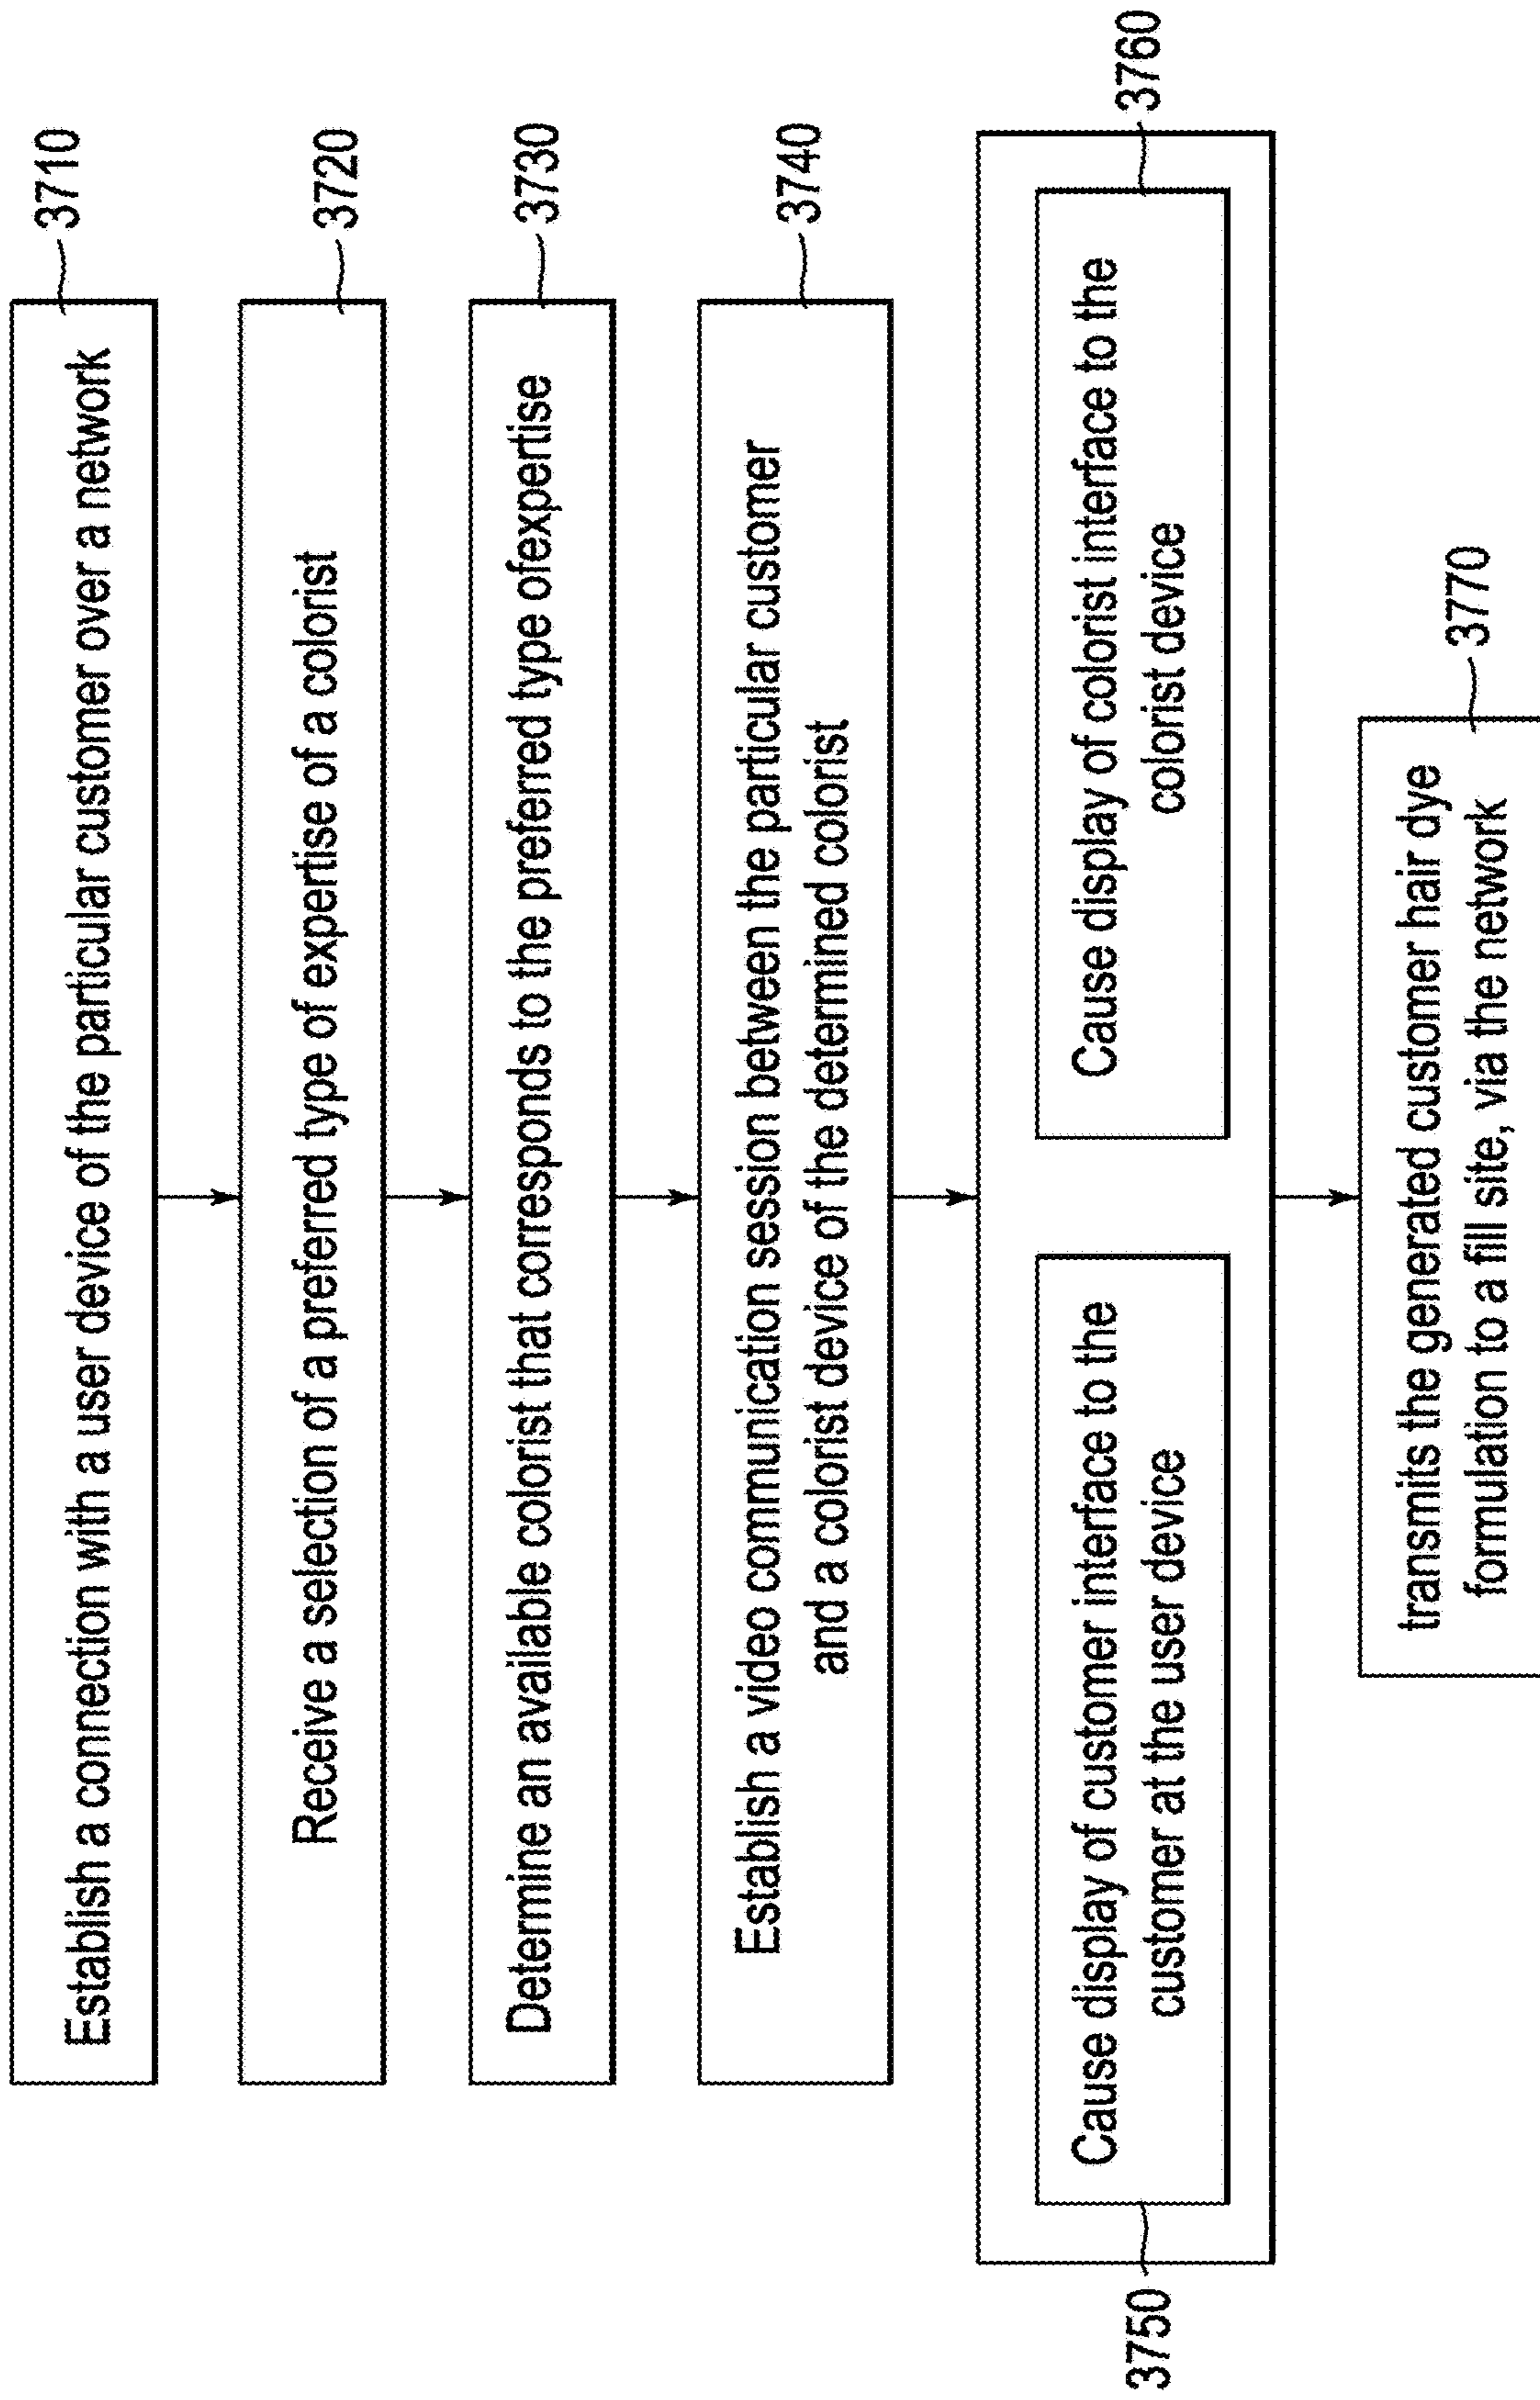 Establish a connection with a user device of the particular customer over a network
3710
Receive a selection of a preferred type of expertise of a colorist
3720
Determine an available colorist that corresponds to the preferred type ofexpertise
3730
Establish a video communication session between the particular customer
and a colorist device of the determined colorist
3740
3750
Cause display of customer interface to the
customer at the user device
Cause display of colorist interface to the
colorist device
3760
transmits the generated customer hair dye
formulation to a fill site, via the network
3770